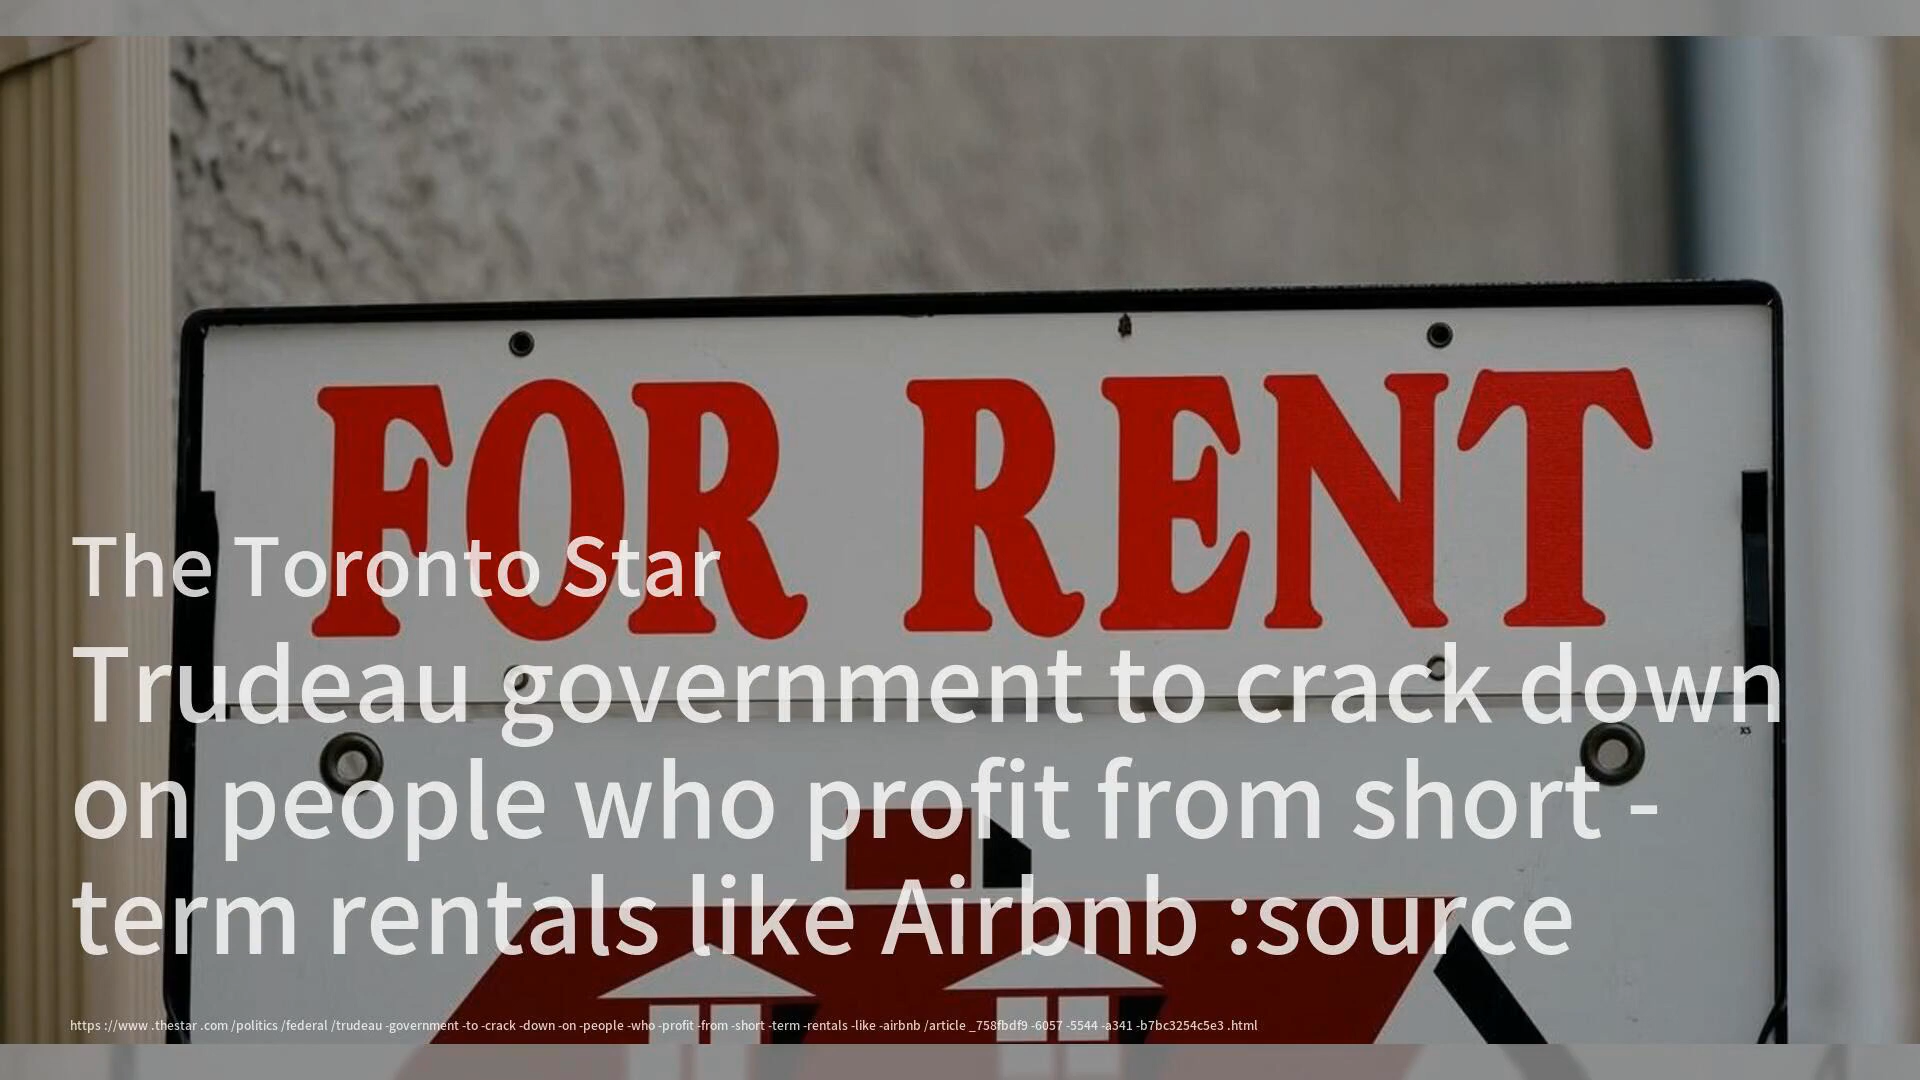 FOR RENT
The Toronto Star
Trudeau government to crack down
on people who profit from short -
term rentals like Airbnb :source
https ://www .thestar .com /politics /federal /trudeau -government -to -crack -down -on -people -who -profit -from -short -term -rentals -like -airbnb /article _758fbdf9 -6057 -5544 -a341 -b7bc3254c5e3 .html